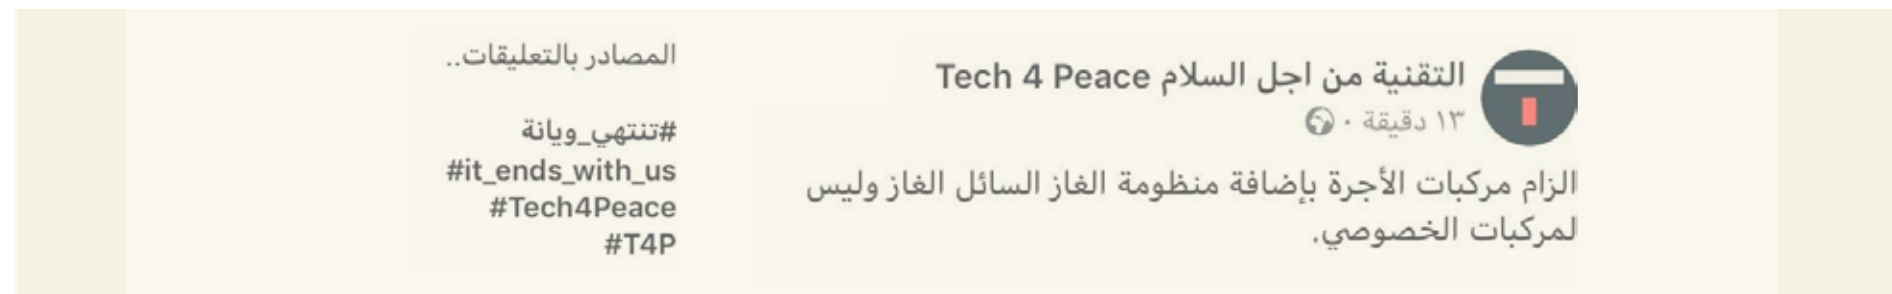 التقنية من اجل السلام Tech 4 Peace
١٣ دقيقة ·
الزام مركبات الأجرة بإضافة منظومة الغاز السائل الغاز وليس
لمركبات الخصوصي.
المصادر بالتعليقات..
#تنتهي_ويانة
#it_ends_with_us
#Tech4Peace
#T4P